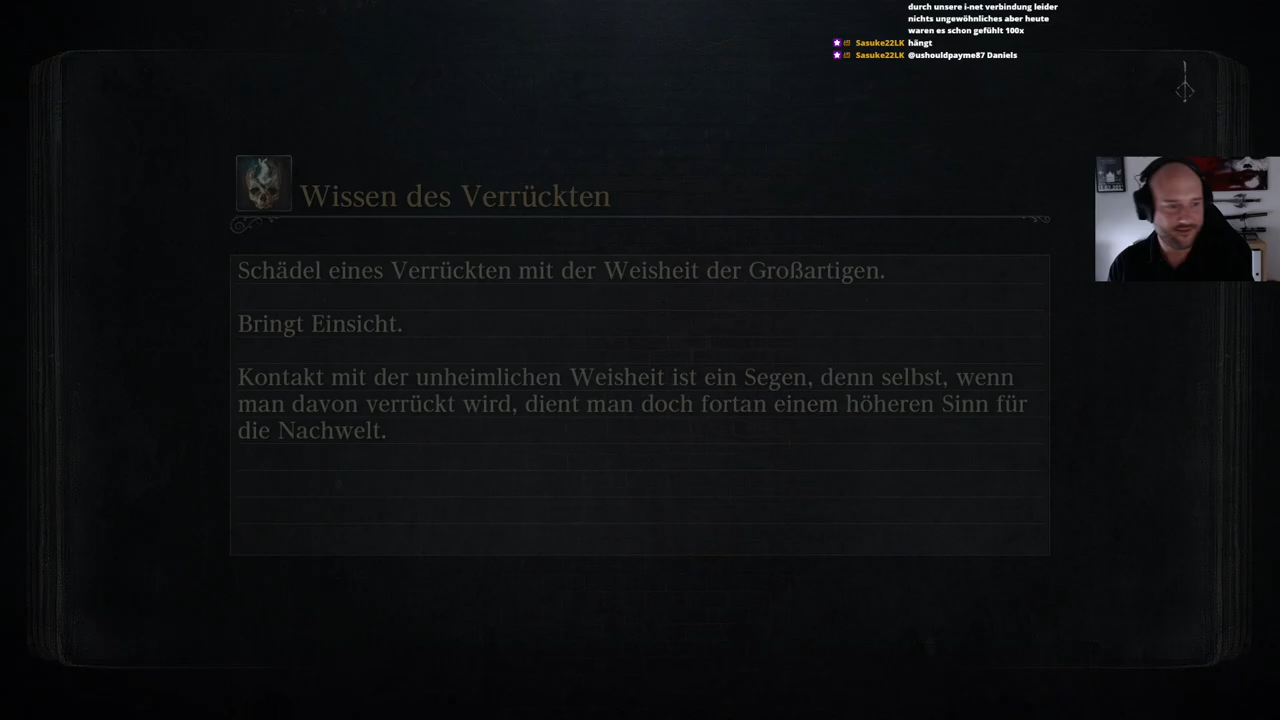 durch unsere i-net verbindung leider
nichts ungewöhnliches aber heute
waren es schon gefühlt 100x
Sasuke22LK hängt
Sasuke22LK @ushouldpayme87 Daniels
Wissen des Verrückten
Schädel eines Verrückten mit der Weisheit der Großartigen.
Bringt Einsicht.
Kontakt mit der unheimlichen Weisheit ist ein Segen, denn selbst, wenn
man davon verrückt wird, dient man doch fortan einem höheren Sinn für
die Nachwelt.